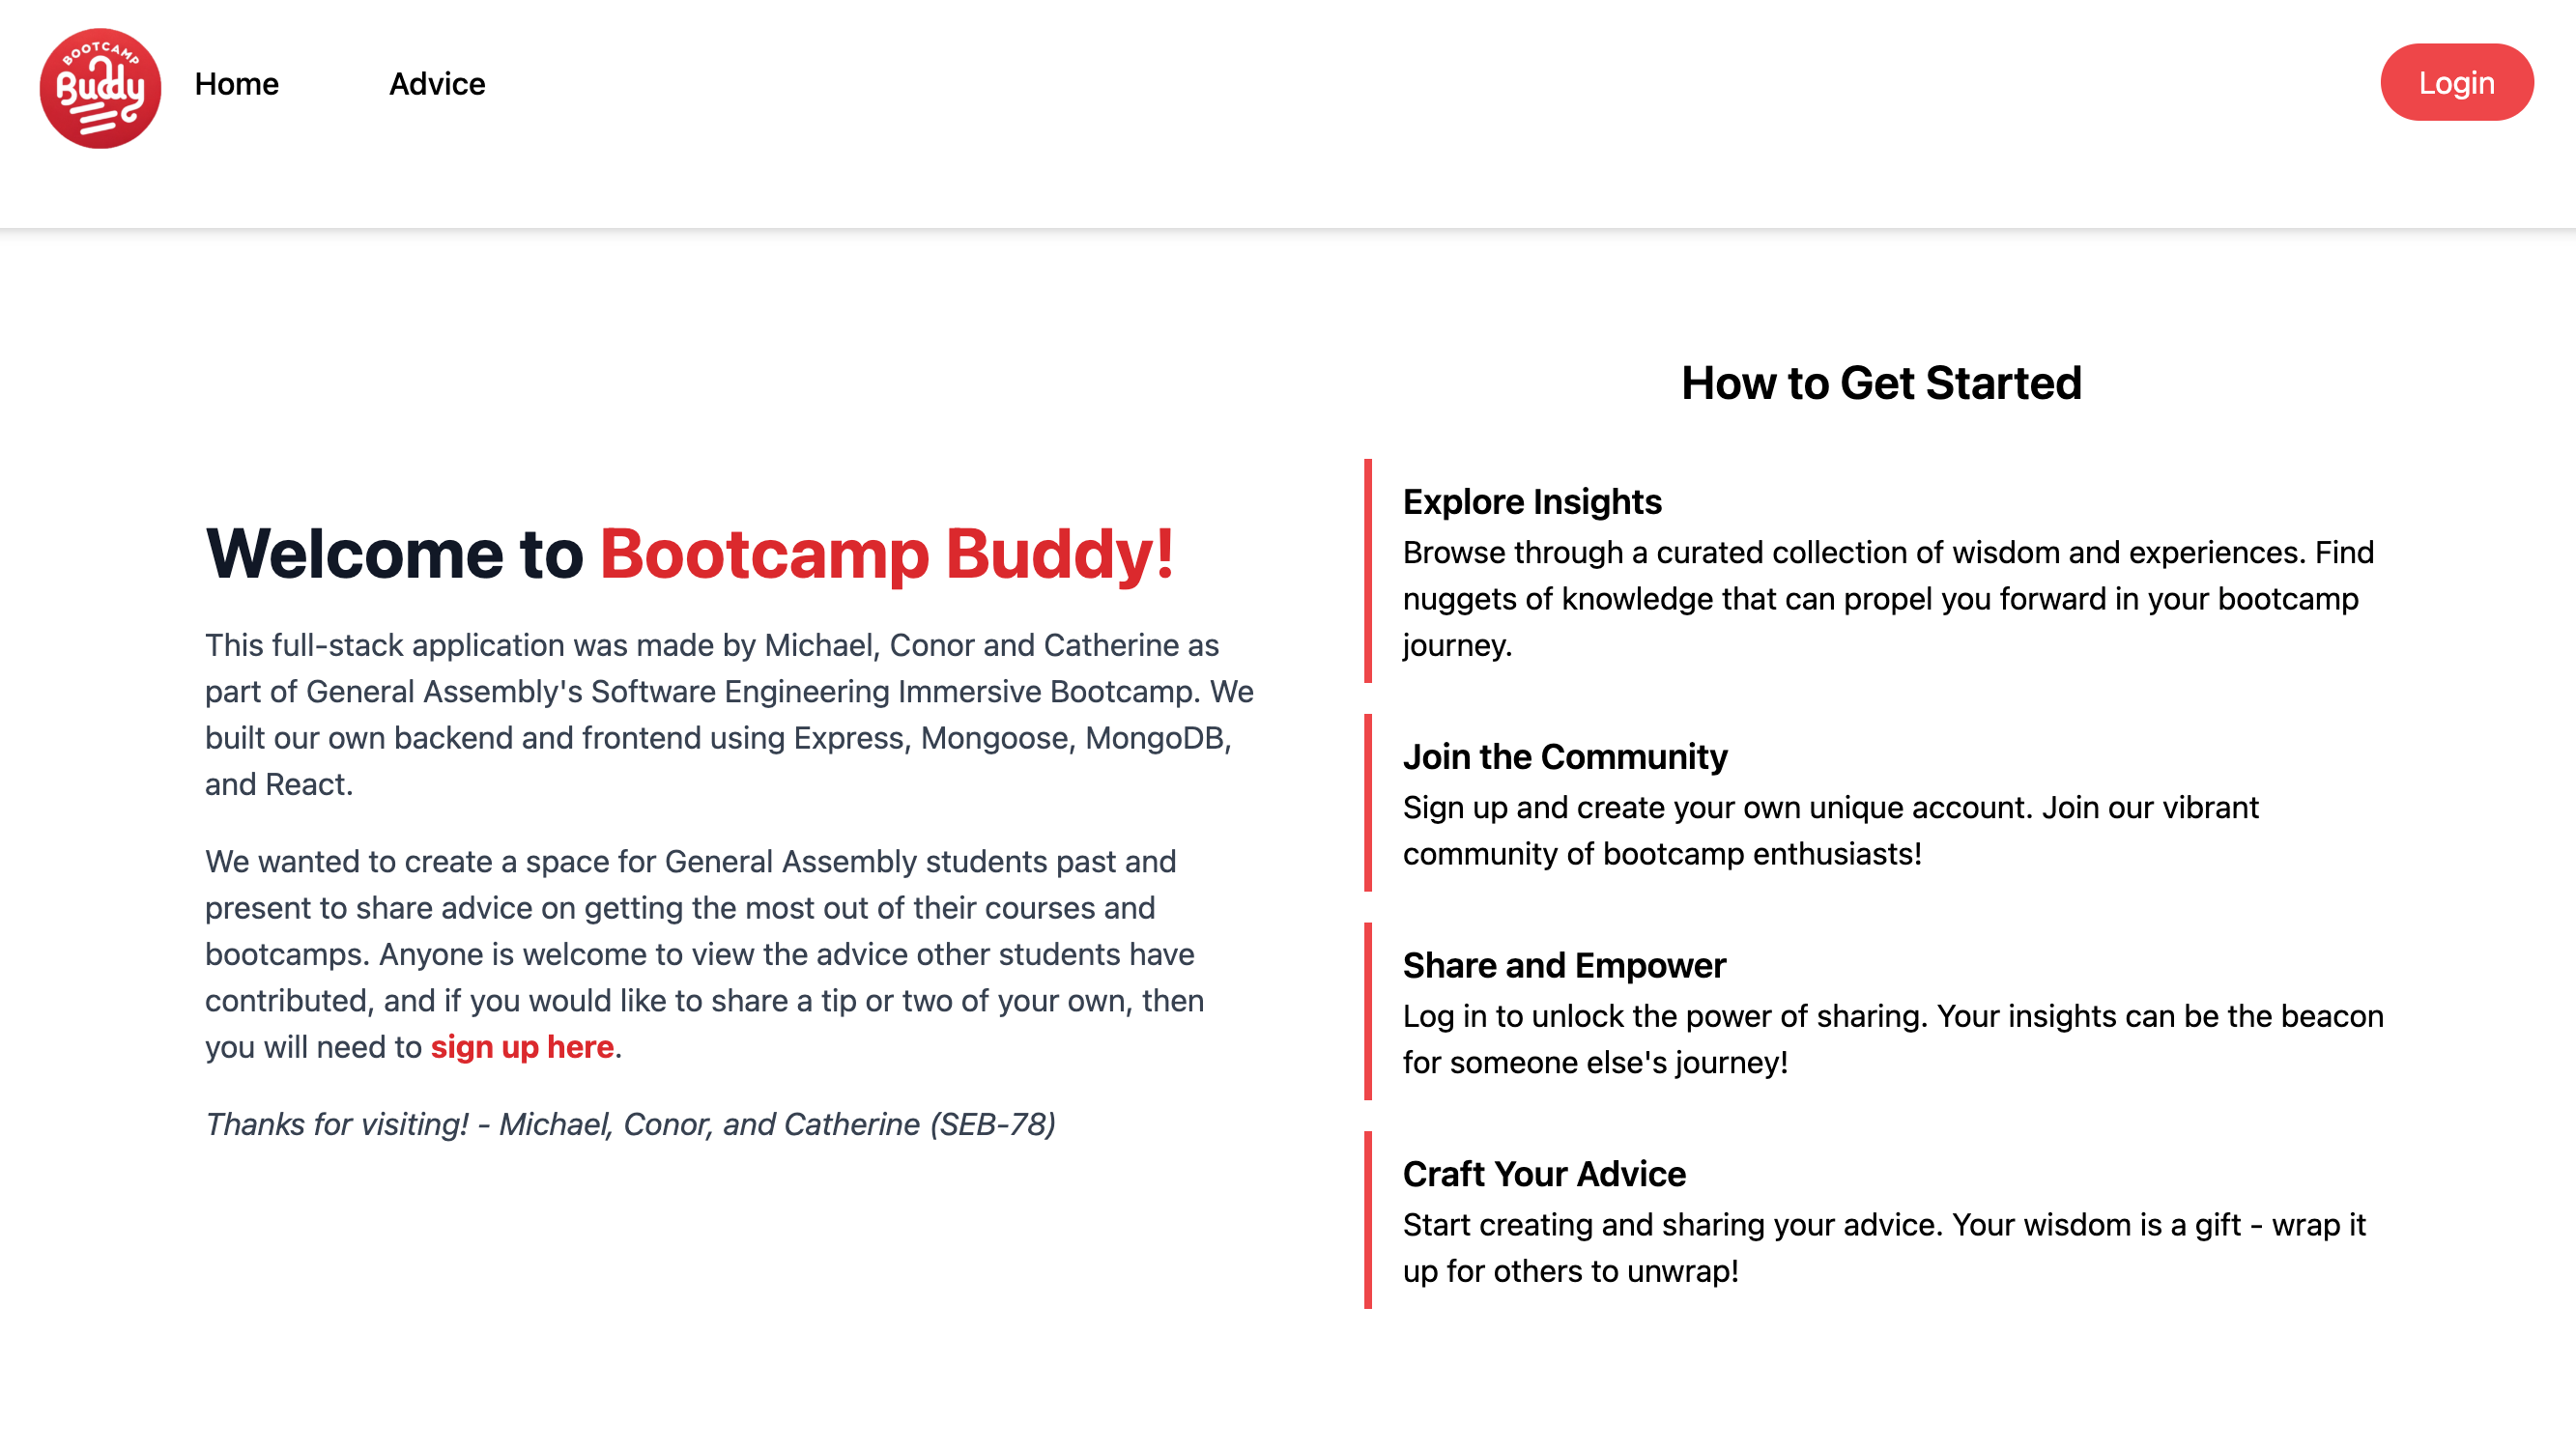 BOOTCAMP
Buddy
Home
Advice
Login
Welcome to Bootcamp Buddy!
This full-stack application was made by Michael, Conor and Catherine as
part of General Assembly's Software Engineering Immersive Bootcamp. We
built our own backend and frontend using Express, Mongoose, MongoDB,
and React.
We wanted to create a space for General Assembly students past and
present to share advice on getting the most out of their courses and
bootcamps. Anyone is welcome to view the advice other students have
contributed, and if you would like to share a tip or two of your own, then
you will need to sign up here.
Thanks for visiting! - Michael, Conor, and Catherine (SEB-78)
How to Get Started
Explore Insights
Browse through a curated collection of wisdom and experiences. Find
nuggets of knowledge that can propel you forward in your bootcamp
journey.
Join the Community
Sign up and create your own unique account. Join our vibrant
community of bootcamp enthusiasts!
Share and Empower
Log in to unlock the power of sharing. Your insights can be the beacon
for someone else's journey!
Craft Your Advice
Start creating and sharing your advice. Your wisdom is a gift - wrap it
up for others to unwrap!